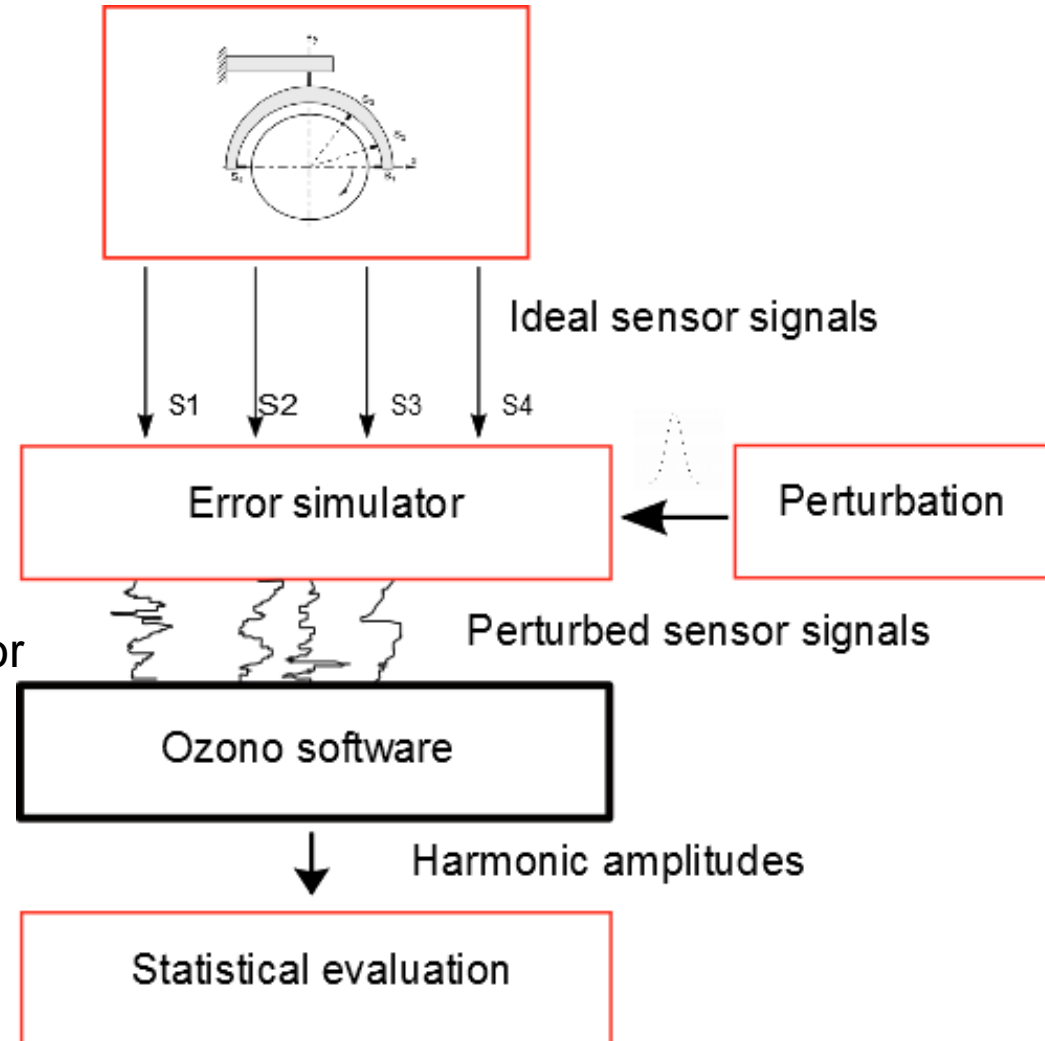 Ideal sensor signals
S1 S2 S3 S4
Error simulator
Perturbation
Perturbed sensor signals
or
Ozono software
Harmonic amplitudes
Statistical evaluation